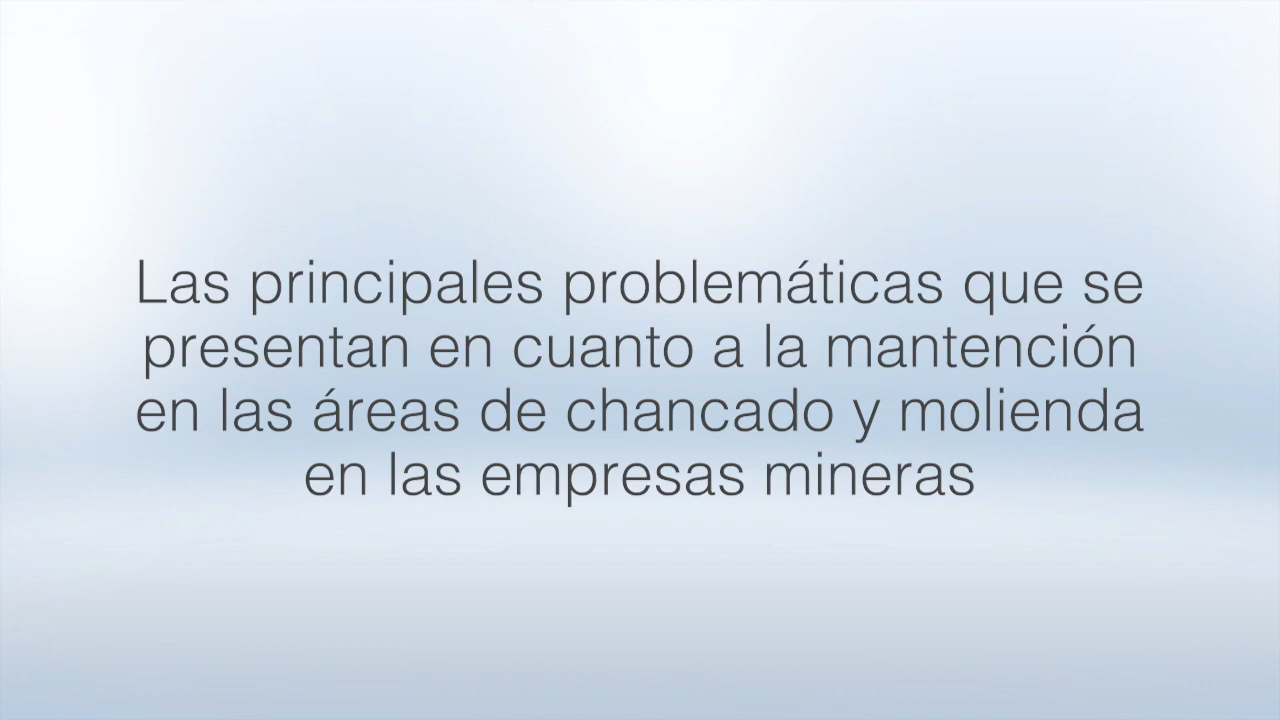 Las principales problemáticas que se
presentan en cuanto a la mantención
en las áreas de chancado y molienda
en las empresas mineras